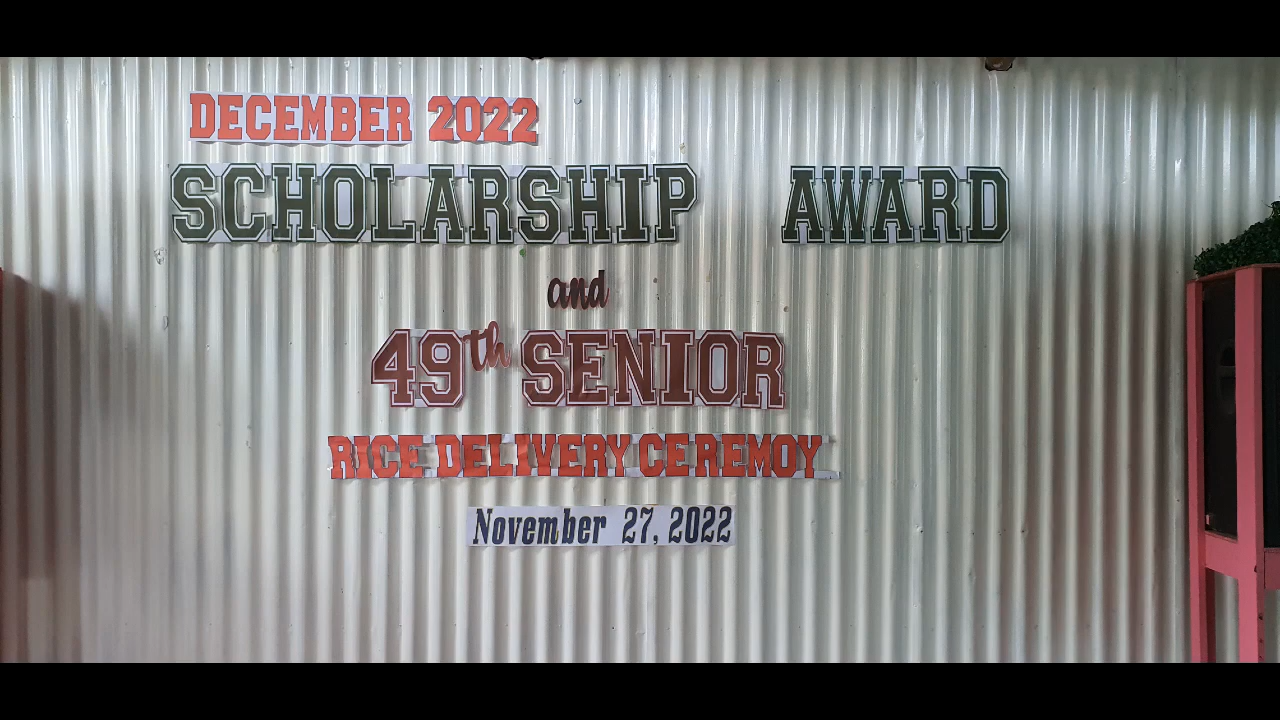 DECEMBER 2022
SCHOLARSHIP AWARD
and
49th SENIOR
RICE DELIVERY CEREMOY
November 27, 2022